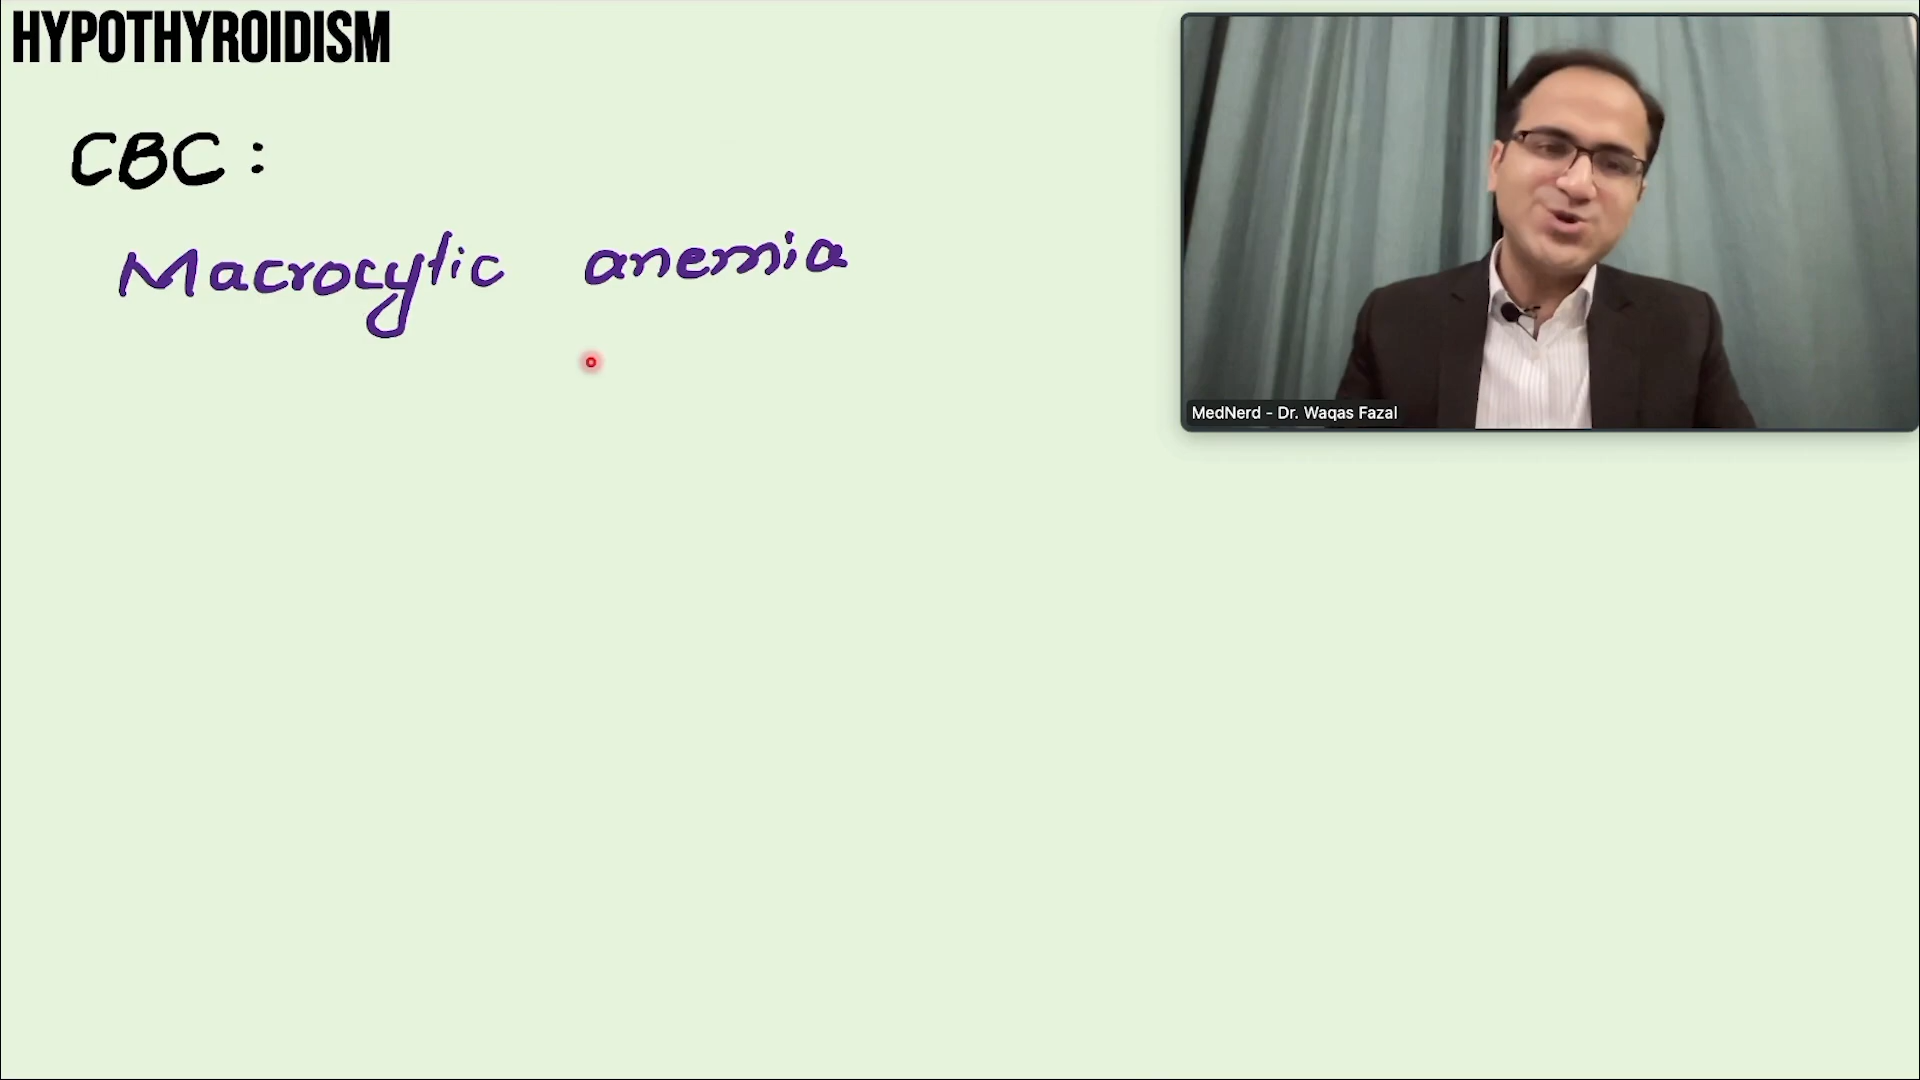 HYPOTHYROIDISM
CBC :
Macrocytic anemia
MedNerd - Dr. Waqas Fazal